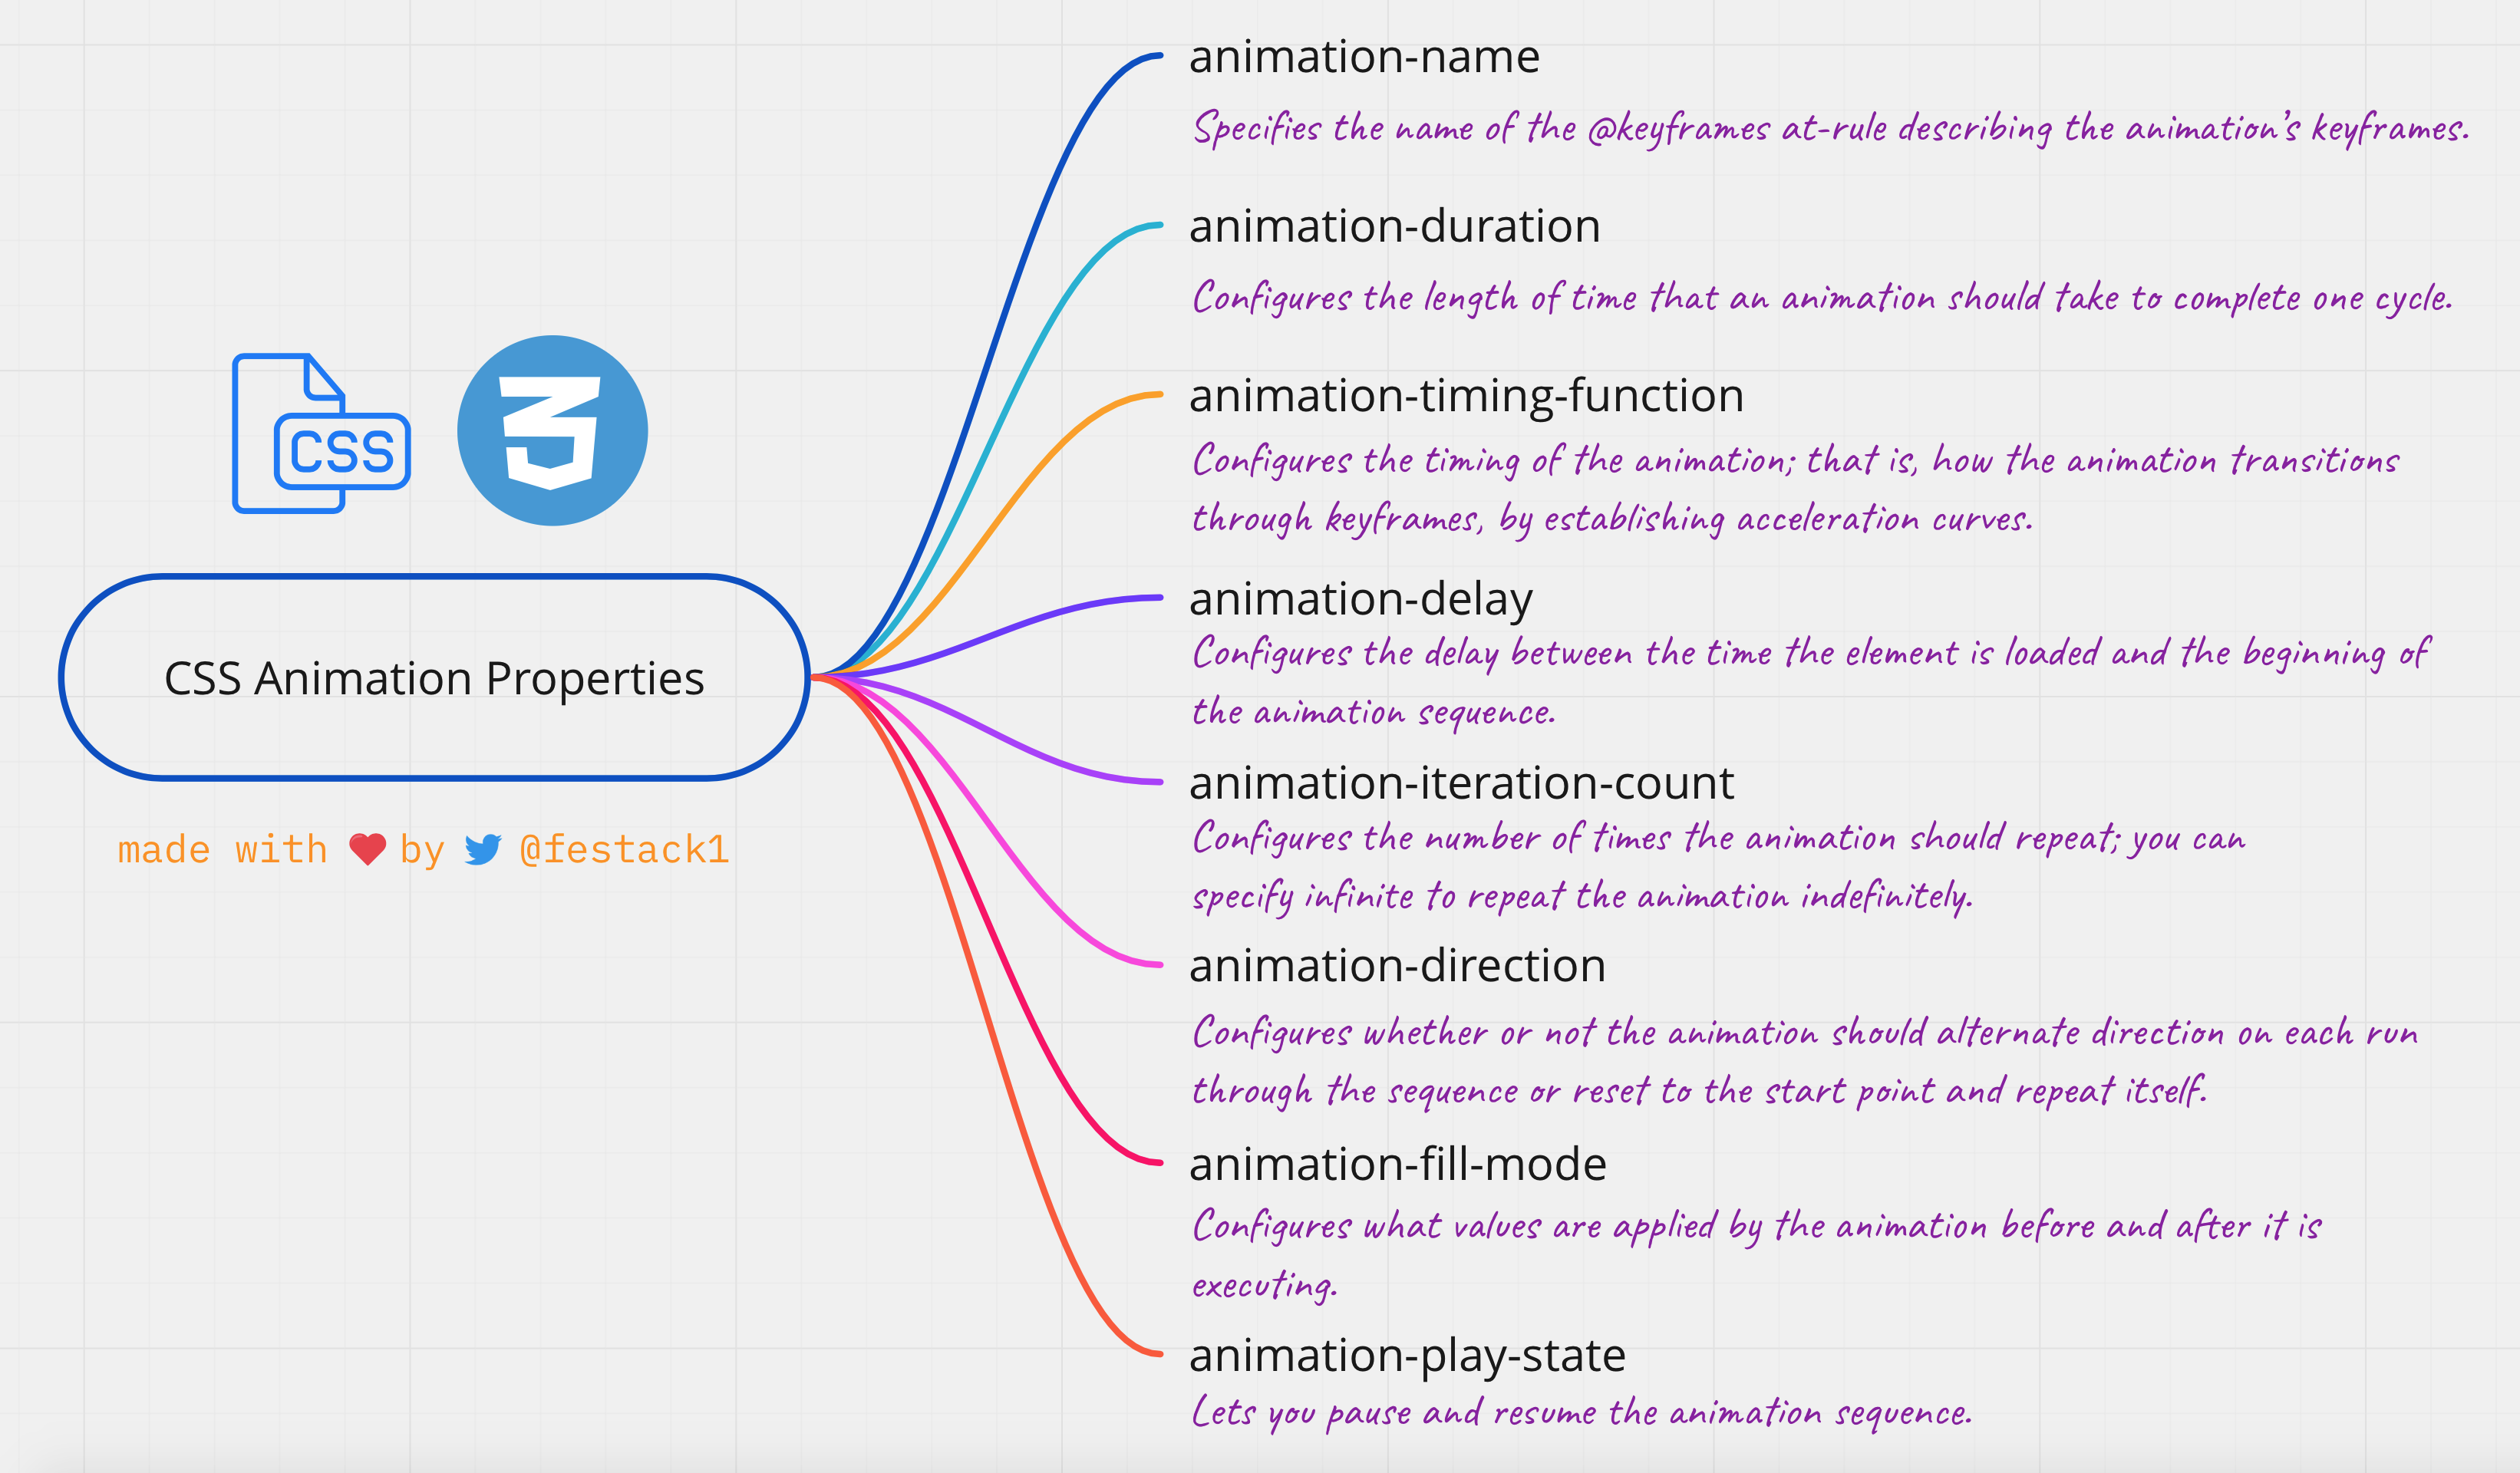 CSS
CSS Animation Properties
made with ❤ by @festack1
animation-name
Specifies the name of the @keyframes at-rule describing the animation’s keyframes.
animation-duration
Configures the length of time that an animation should take to complete one cycle.
animation-timing-function
Configures the timing of the animation; that is, how the animation transitions
through keyframes, by establishing acceleration curves.
animation-delay
Configures the delay between the time the element is loaded and the beginning of
the animation sequence.
animation-iteration-count
Configures the number of times the animation should repeat; you can
specify infinite to repeat the animation indefinitely.
animation-direction
Configures whether or not the animation should alternate direction on each run
through the sequence or reset to the start point and repeat itself.
animation-fill-mode
Configures what values are applied by the animation before and after it is
executing.
animation-play-state
Lets you pause and resume the animation sequence.